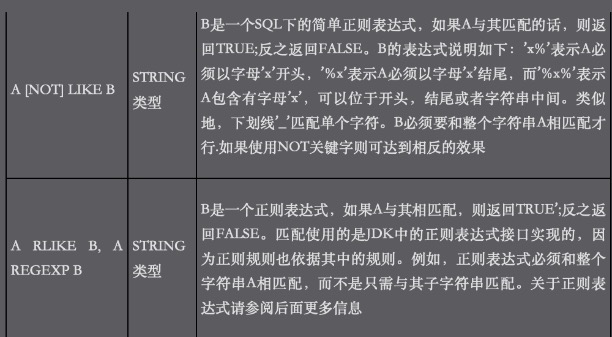 B是一个SQL下的简单正则表达式，如果A与其匹配的话，则返
回TRUE;反之返回FALSE。B的表达式说明如下：'x%'表示A必
须以字母'x'开头，'%x'表示A必须以字母'x'结尾，而'%x%'表示
A包含有字母'x'，可以位于开头，结尾或者字符串中间。类似
地，下划线'_'匹配单个字符。B必须要和整个字符串A相匹配才
行.如果使用NOT关键字则可达到相反的效果
A [NOT] LIKE B
STRING
类型
B是一个正则表达式，如果A与其相匹配，则返回TRUE';反之返
回FALSE。匹配使用的是JDK中的正则表达式接口实现的，因
为正则规则也依据其中的规则。例如，正则表达式必须和整个
字符串A相匹配，而不是只需与其子字符串匹配。关于正则表
达式请参阅后面更多信息
A RLIKE B, A
REGEXP B
STRING
类型